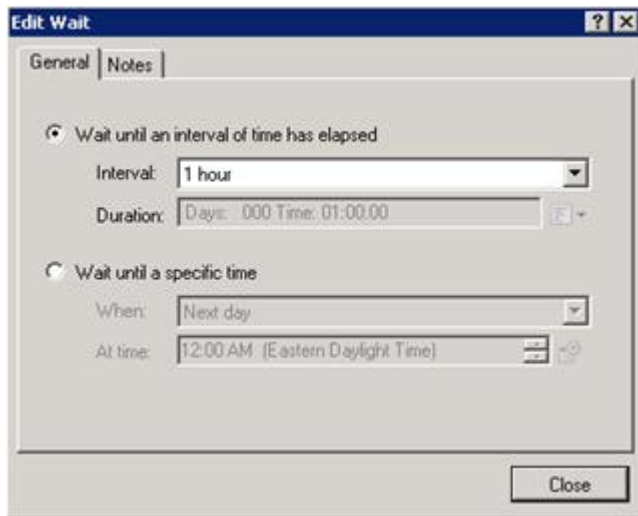 Edit Wait
General Notes
Wait until an interval of time has elapsed
Interval: 1 hour
Duration: Days: 000 Time: 01:00:00
Wait until a specific time
When: Next day
At time: 12:00 AM (Eastern Daylight Time)
Close